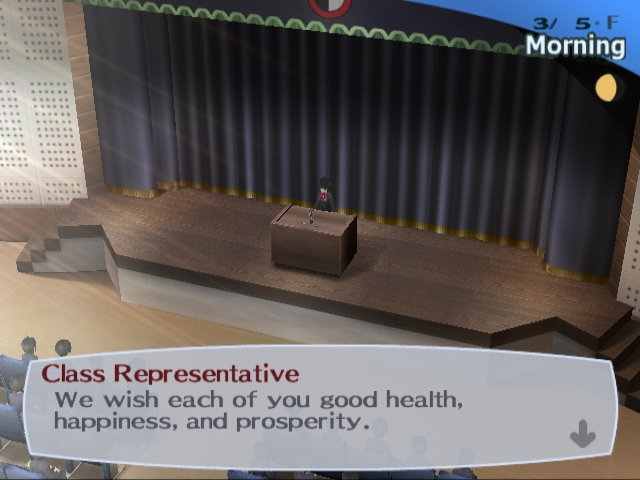 3/ 5・F
Morning
Class Representative
We wish each of you good health,
happiness, and prosperity.